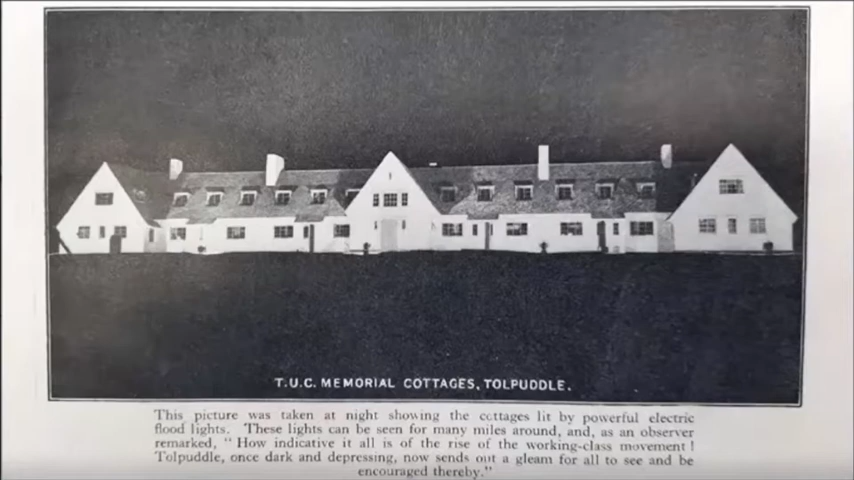 T.U.C. MEMORIAL COTTAGES, TOLPUDDLE.
This picture was taken at night showing the cottages lit by powerful electric
flood lights. These lights can be seen for many miles around, and, as an observer
remarked, “ How indicative it all is of the rise of the working-class movement !
Tolpuddle, once dark and depressing, now sends out a gleam for all to see and be
encouraged thereby.”